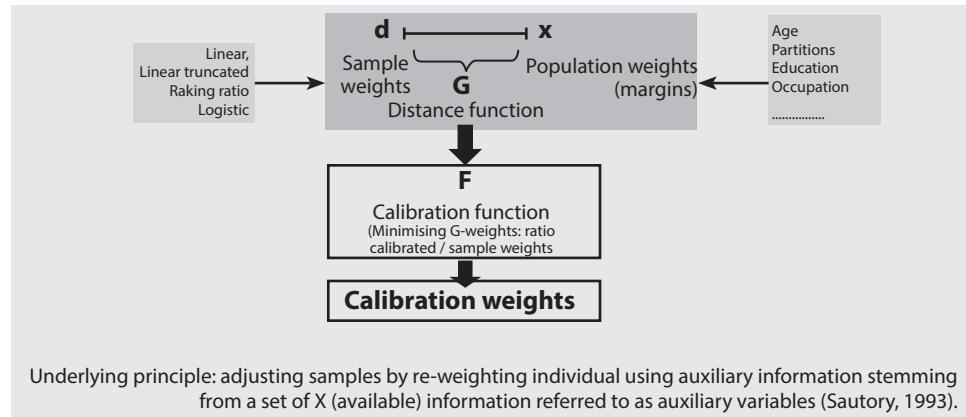 Linear,
Linear truncated
Raking ratio
Logistic
d x
Sample
weights
G
Distance function
Population weights
(margins)
Age
Partitions
Education
Occupation
................
F
Calibration function
(Minimising G-weights: ratio
calibrated / sample weights
Calibration weights
Underlying principle: adjusting samples by re-weighting individual using auxiliary information stemming
from a set of X (available) information referred to as auxiliary variables (Sautory, 1993).